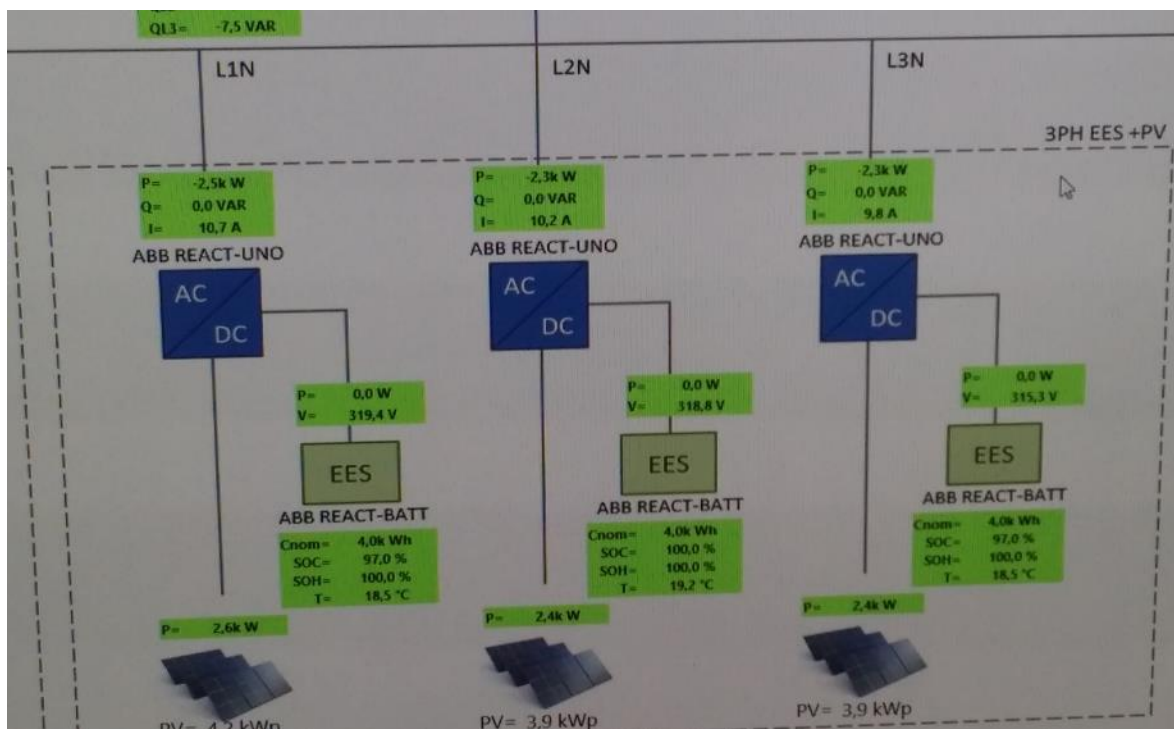 QL3= -7,5 VAR
L1N
L2N
L3N
3PH EES +PV
P= -2,5k W
Q= 0,0 VAR
I= 10,7 A
ABB REACT-UNO
AC
DC
P= 0,0 W
V= 319,4 V
EES
ABB REACT-BATT
Cnom= 4,0k Wh
SOC= 97,0 %
SOH= 100,0 %
T= 18,5 °C
P= 2,6k W
PV= 4,2 kWp
P= -2,3k W
Q= 0,0 VAR
I= 10,2 A
ABB REACT-UNO
AC
DC
P= 0,0 W
V= 318,8 V
EES
ABB REACT-BATT
Cnom= 4,0k Wh
SOC= 100,0 %
SOH= 100,0 %
T= 19,2 °C
P= 2,4k W
PV= 3,9 kWp
P= -2,3k W
Q= 0,0 VAR
I= 9,8 A
ABB REACT-UNO
AC
DC
P= 0,0 W
V= 315,3 V
EES
ABB REACT-BATT
Cnom= 4,0k Wh
SOC= 97,0 %
SOH= 100,0 %
T= 18,5 °C
P= 2,4k W
PV= 3,9 kWp